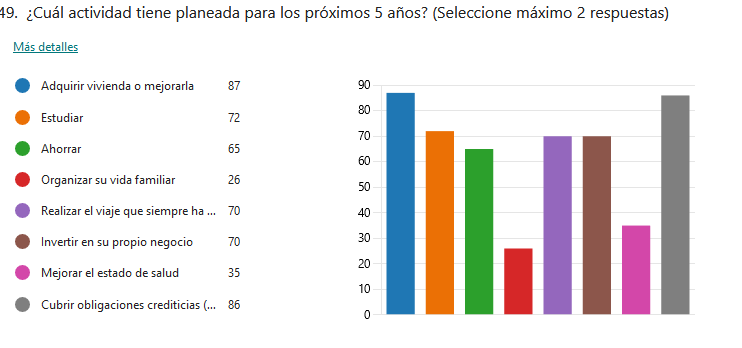 49. ¿Cuál actividad tiene planeada para los próximos 5 años? (Seleccione máximo 2 respuestas)
Más detalles
Adquirir vivienda o mejorarla 87
Estudiar 72
Ahorrar 65
Organizar su vida familiar 26
Realizar el viaje que siempre ha ... 70
Invertir en su propio negocio 70
Mejorar el estado de salud 35
Cubrir obligaciones crediticias (... 86
90
80
70
60
50
40
30
20
10
0